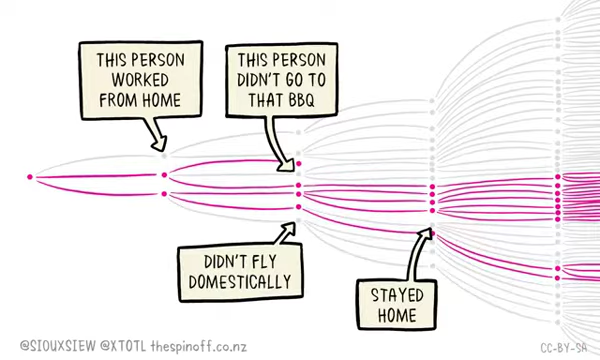 THIS PERSON
WORKED
FROM HOME
THIS PERSON
DIDN'T GO TO
THAT BBQ
DIDN'T FLY
DOMESTICALLY
STAYED
HOME
@SIOUXSIEW @XTOTL thespinoff.co.nz
CC-BY-SA